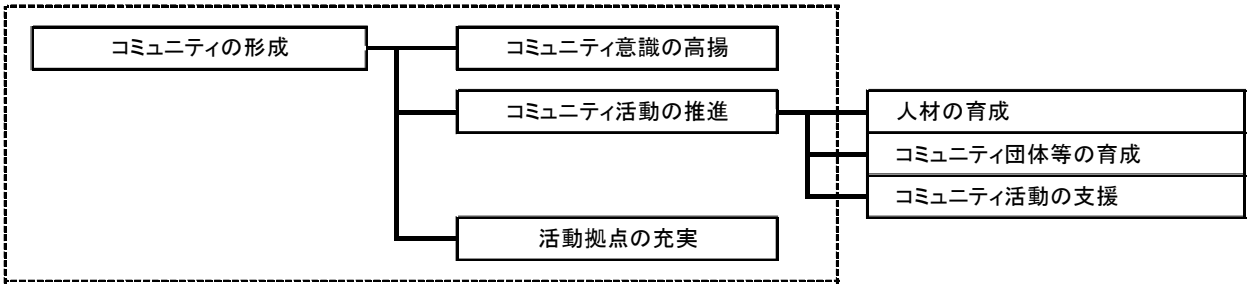 コミュニティの形成
コミュニティ意識の高揚
コミュニティ活動の推進
人材の育成
コミュニティ団体等の育成
コミュニティ活動の支援
活動拠点の充実